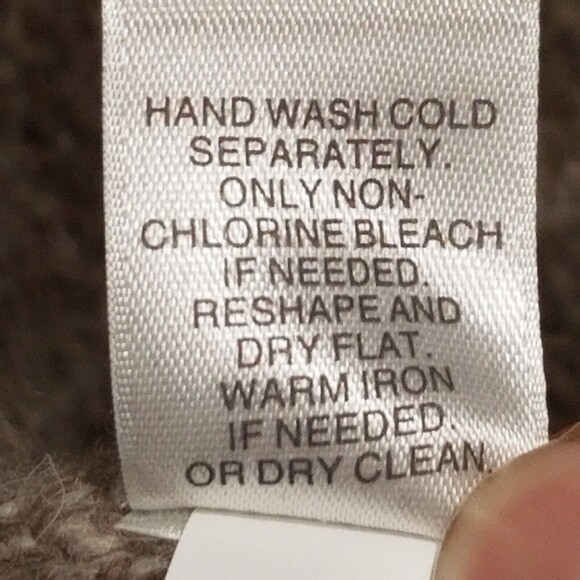 HAND WASH COLD
SEPARATELY.
ONLY NON-
CHLORINE BLEACH
IF NEEDED.
RESHAPE AND
DRY FLAT.
WARM IRON
IF NEEDED.
OR DRY CLEAN.